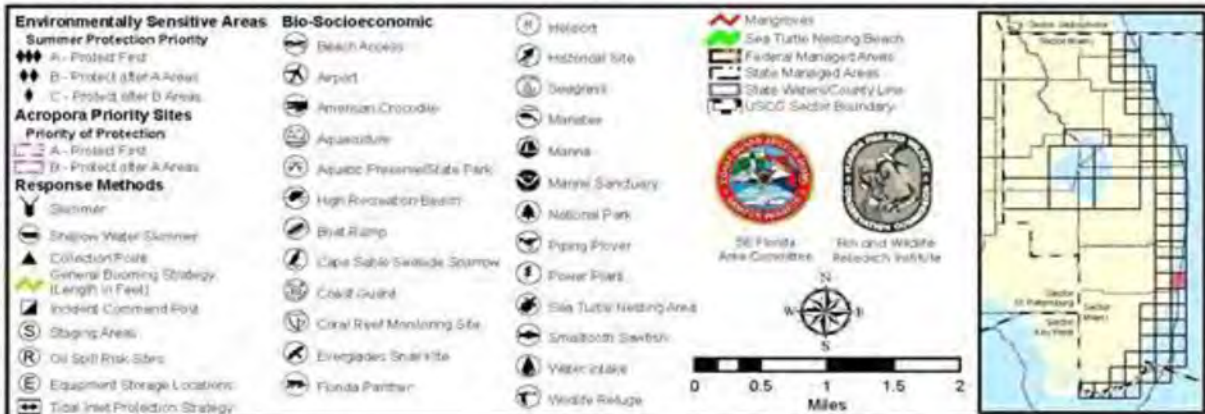 Environmentally Sensitive Areas
Summer Protection Priority
A - Protect First
B - Protect after A Areas
C - Protect after B Areas
Acropora Priority Sites
Priority of Protection
A - Protect First
B - Protect after A Areas
Response Methods
Skimmer
Shallow Water Skimmer
Collection Point
General Booming Strategy
(Length in Feet)
Incident Command Post
S Staging Areas
R Oil Spill Risk Sites
E Equipment Storage Locations
Tidal Inlet Protection Strategy
Bio-Socioeconomic
Beach Access
Airport
American Crocodile
Aquaculture
Aquatic Preserve/State Park
High Recreation Beach
Boat Ramp
Cape Sable Seaside Sparrow
Coast Guard
Coral Reef Monitoring Site
Everglades Snail Kite
Florida Panther
H Heliport
Historical Site
Seagrass
Manatee
Marina
Marine Sanctuary
National Park
Piping Plover
Power Plant
Sea Turtle Nesting Area
Smalltooth Sawfish
Water Intake
Wildlife Refuge
Mangroves
Sea Turtle Nesting Beach
Federal Managed Areas
State Managed Areas
State Waters/County Line
USCG Sector Boundary
SE Florida
Area Committee
Fish and Wildlife
Research Institute
N
W
E
S
0 0.5 1 1.5 2
Miles
Sector Jacksonville
Sector Miami
Sector
St. Petersburg
Sector
Miami
Sector
Key West